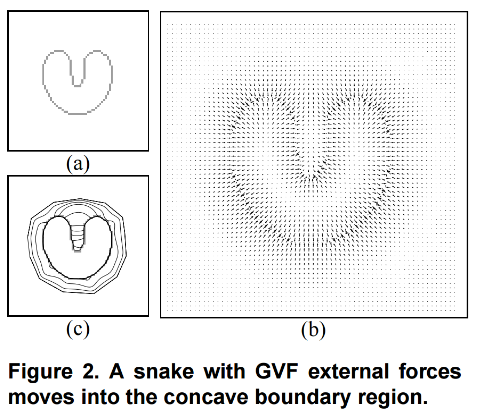 (a)
(c)
(b)
Figure 2. A snake with GVF external forces
moves into the concave boundary region.